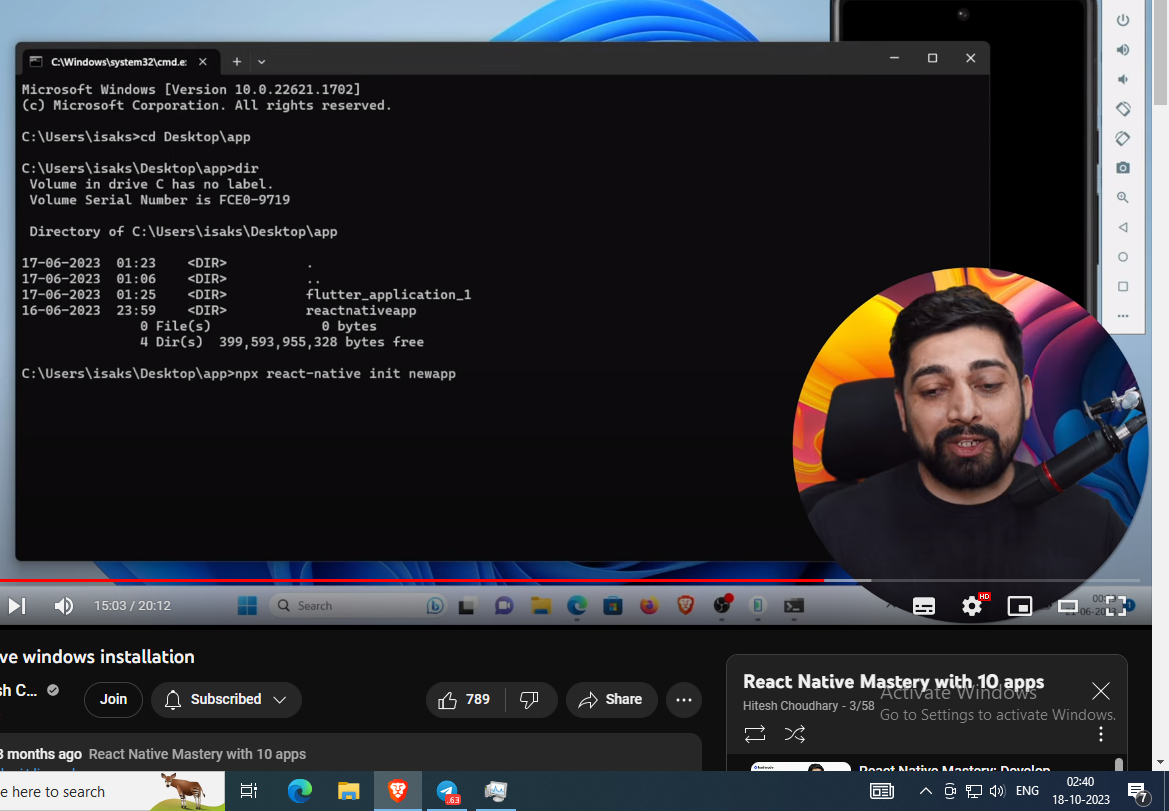 C:\Windows\system32\cmd.e:
Microsoft Windows [Version 10.0.22621.1702]
(c) Microsoft Corporation. All rights reserved.
C:\Users\isaks>cd Desktop\app
C:\Users\isaks\Desktop\app>dir
Volume in drive C has no label.
Volume Serial Number is FCE0-9719
Directory of C:\Users\isaks\Desktop\app
17-06-2023 01:23 <DIR> .
17-06-2023 01:06 <DIR> ..
17-06-2023 01:25 <DIR> flutter_application_1
16-06-2023 23:59 <DIR> reactnativeapp
0 File(s) 0 bytes
4 Dir(s) 399,593,955,328 bytes free
C:\Users\isaks\Desktop\app>npx react-native init newapp
15:03 / 20:12
Search
HD
ve windows installation
sh C...
Join
Subscribed
789
Share
React Native Mastery with 10 apps
Hitesh Choudhary - 3/58
Activate Windows
Go to Settings to activate Windows.
3 months ago React Native Mastery with 10 apps
React Native Mastery: Develop
e here to search
63
ENG
02:40
18-10-2023
7